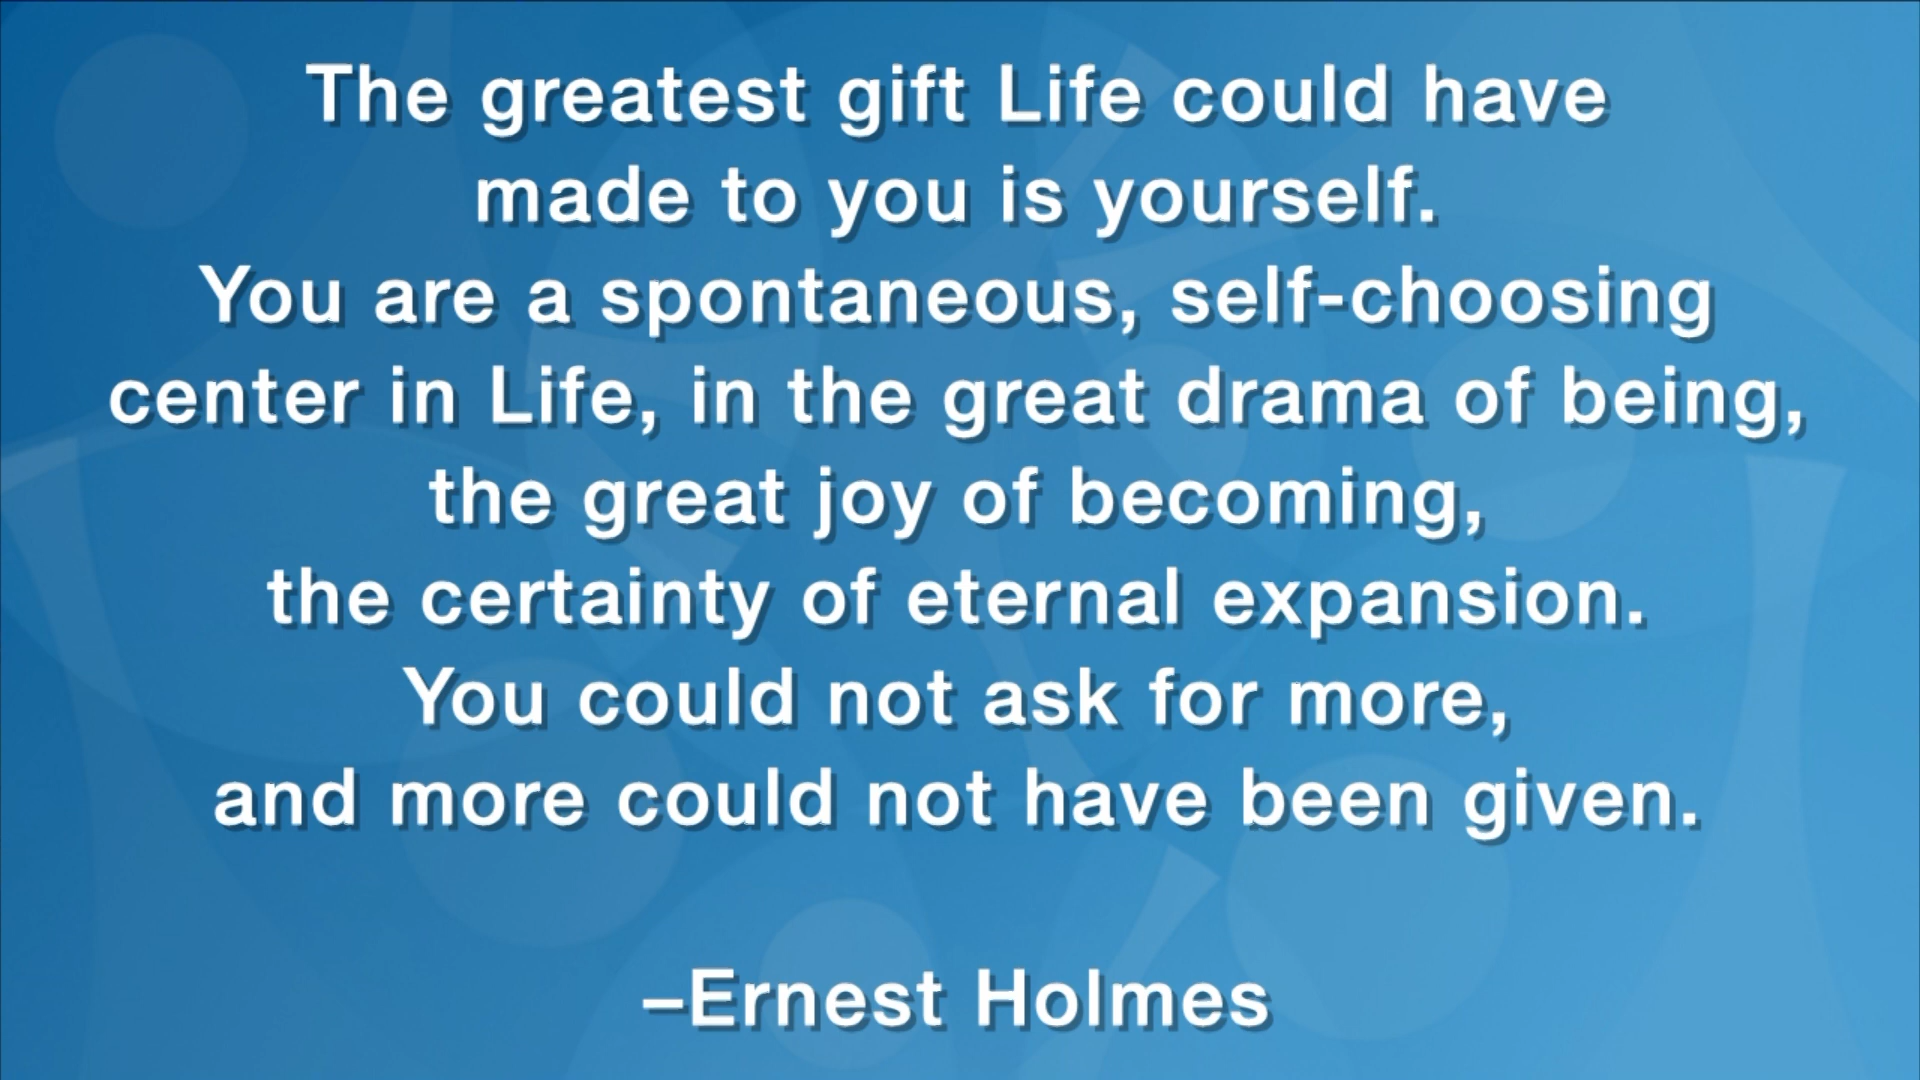 The greatest gift Life could have
made to you is yourself.
You are a spontaneous, self-choosing
center in Life, in the great drama of being,
the great joy of becoming,
the certainty of eternal expansion.
You could not ask for more,
and more could not have been given.
–Ernest Holmes